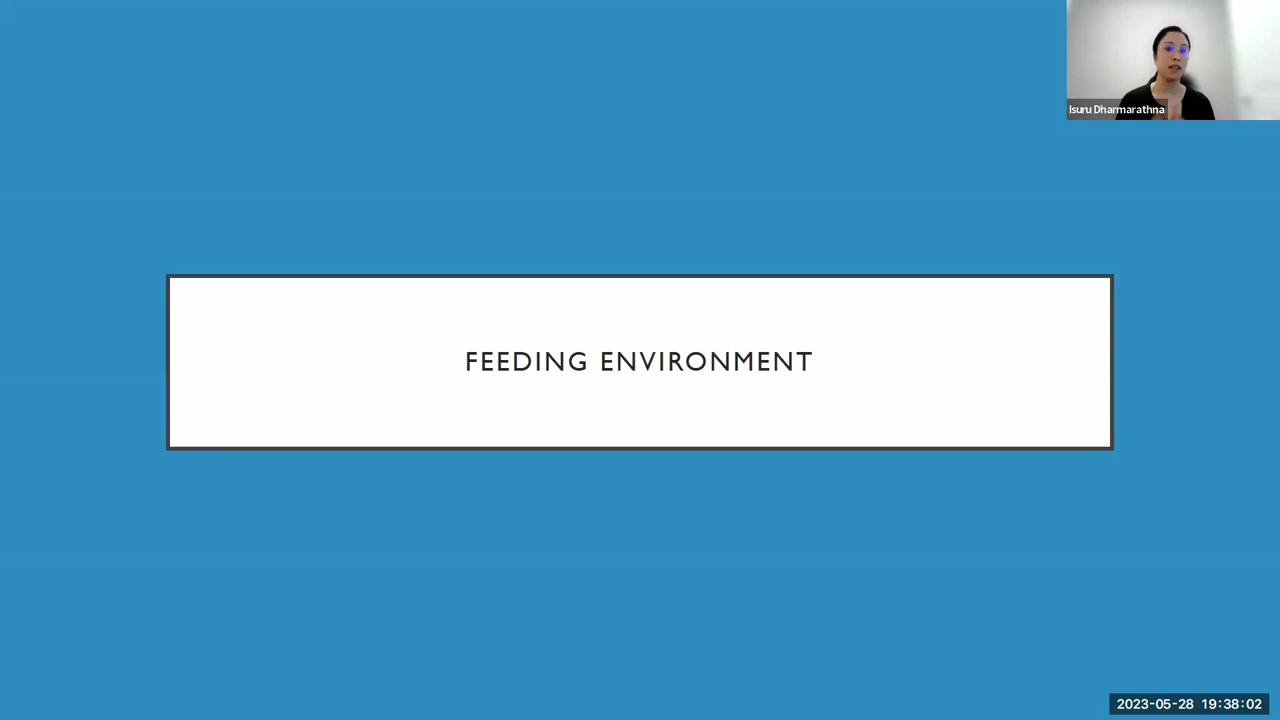 Isuru Dharmarathna
FEEDING ENVIRONMENT
2023-05-28 19:38:02